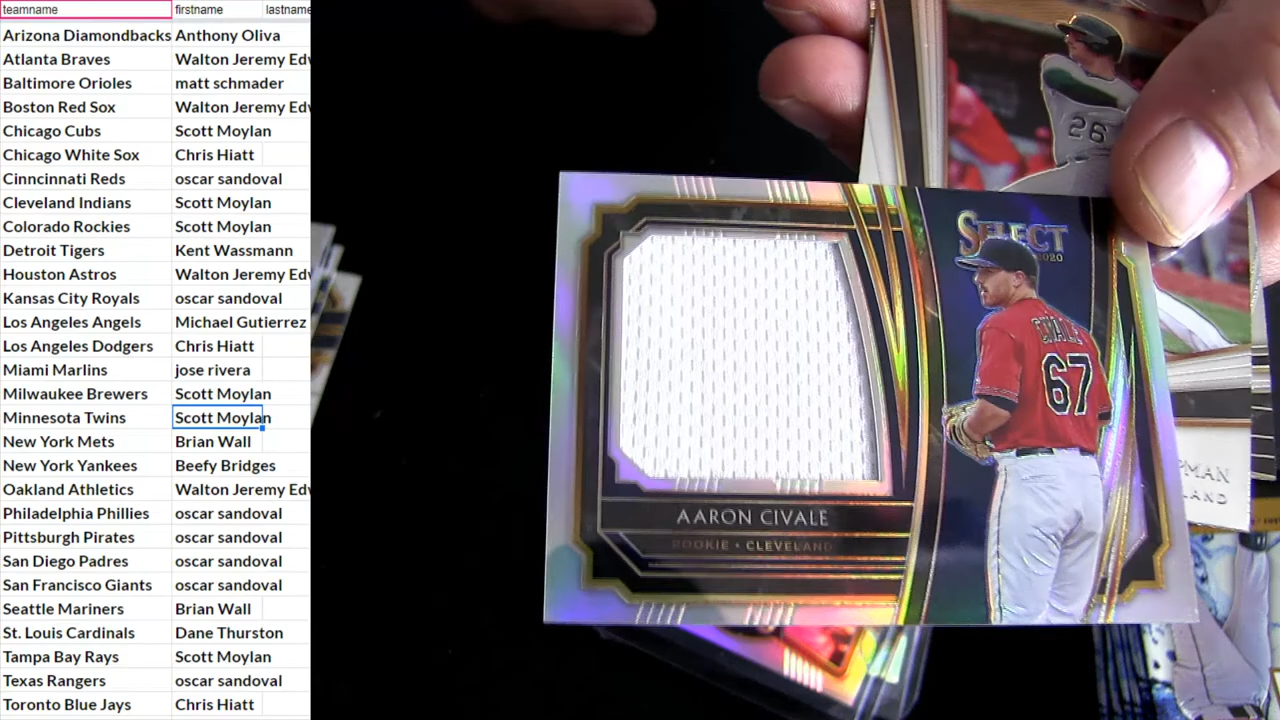 teamname firstname lastname
Arizona Diamondbacks Anthony Oliva
Atlanta Braves Walton Jeremy Edw
Baltimore Orioles matt schmader
Boston Red Sox Walton Jeremy Edw
Chicago Cubs Scott Moylan
Chicago White Sox Chris Hiatt
Cinncinnati Reds oscar sandoval
Cleveland Indians Scott Moylan
Colorado Rockies Scott Moylan
Detroit Tigers Kent Wassmann
Houston Astros Walton Jeremy Edw
Kansas City Royals oscar sandoval
Los Angeles Angels Michael Gutierrez
Los Angeles Dodgers Chris Hiatt
Miami Marlins jose rivera
Milwaukee Brewers Scott Moylan
Minnesota Twins Scott Moylan
New York Mets Brian Wall
New York Yankees Beefy Bridges
Oakland Athletics Walton Jeremy Edw
Philadelphia Phillies oscar sandoval
Pittsburgh Pirates oscar sandoval
San Diego Padres oscar sandoval
San Francisco Giants oscar sandoval
Seattle Mariners Brian Wall
St. Louis Cardinals Dane Thurston
Tampa Bay Rays Scott Moylan
Texas Rangers oscar sandoval
Toronto Blue Jays Chris Hiatt
26
SELECT
2020
CIVALE
67
AARON CIVALE
ROOKIE • CLEVELAND
PMAN
LAND